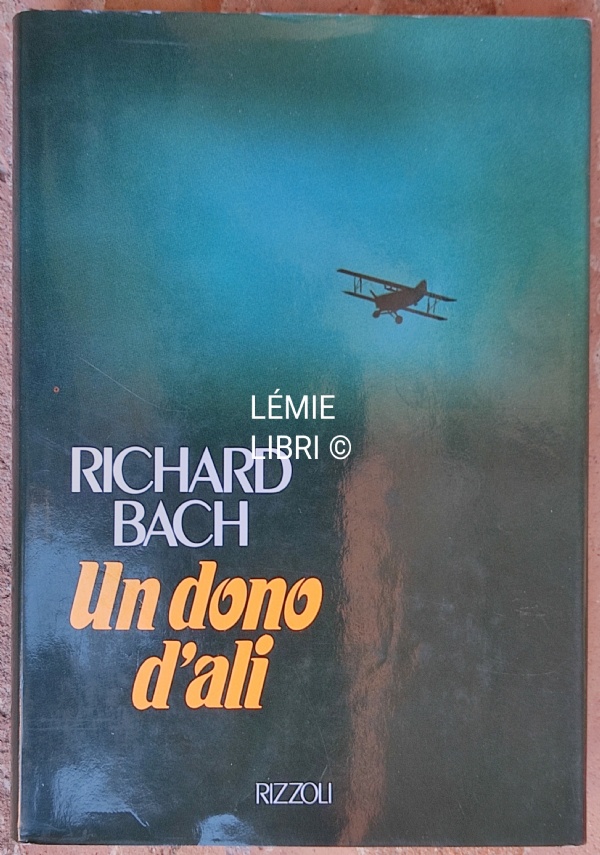 LÉMIE
LIBRI ©
RICHARD
BACH
Un dono
d'ali
RIZZOLI